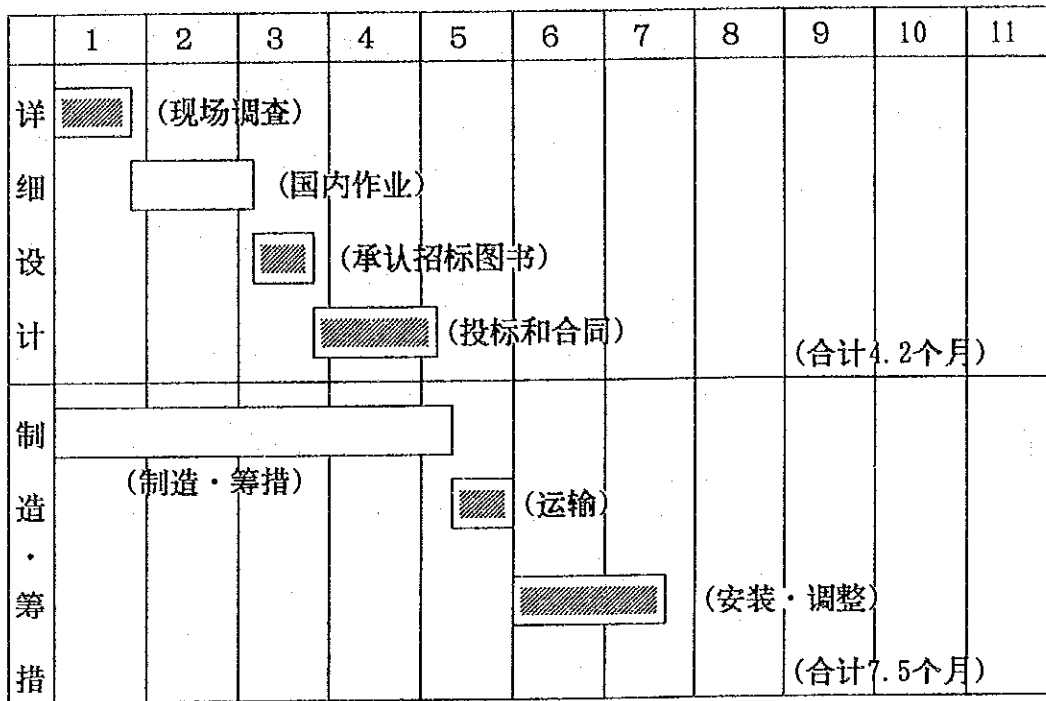 1 2 3 4 5 6 7 8 9 10 11
详细设计
(现场调查)
(国内作业)
(承认招标图书)
(投标和合同)
(合计4.2个月)
制造·筹措
(制造·筹措)
(运输)
(安装·调整)
(合计7.5个月)